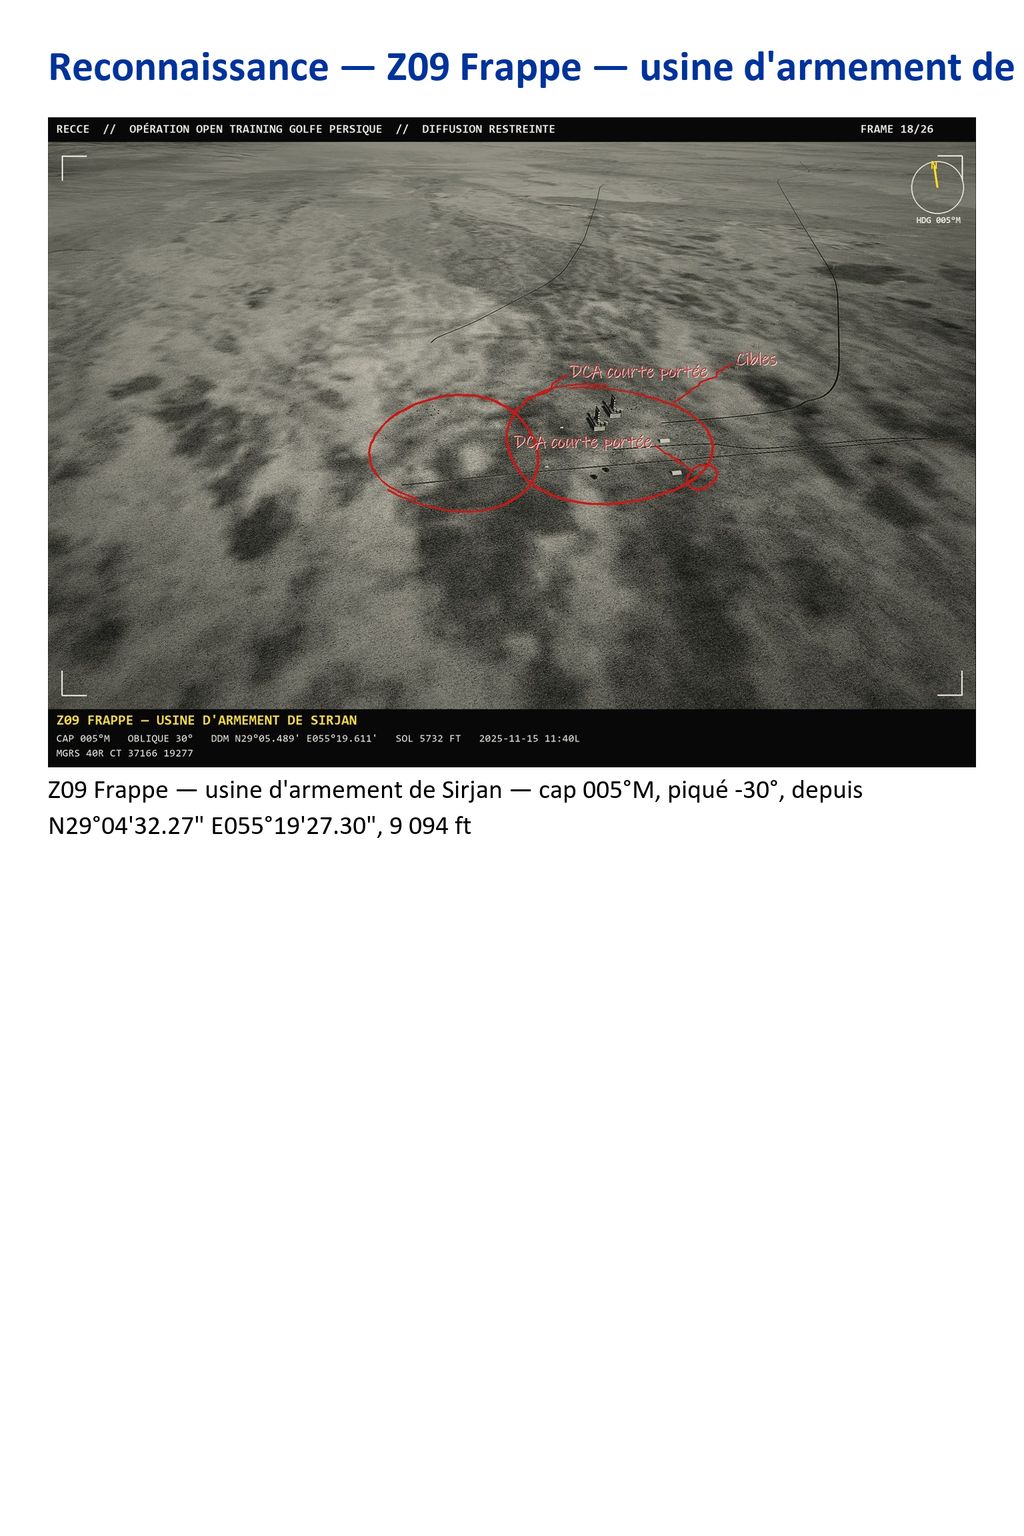 Reconnaissance — Z09 Frappe — usine d'armement de
RECCE // OPÉRATION OPEN TRAINING GOLFE PERSIQUE // DIFFUSION RESTREINTE FRAME 18/26
N
HDG 005°M
Cibles
DCA courte portée
DCA courte portée
Z09 FRAPPE — USINE D'ARMEMENT DE SIRJAN
CAP 005°M OBLIQUE 30° DDM N29°05.489' E055°19.611' SOL 5732 FT 2025-11-15 11:40L
MGRS 40R CT 37166 19277
Z09 Frappe — usine d'armement de Sirjan — cap 005°M, piqué -30°, depuis
N29°04'32.27" E055°19'27.30", 9 094 ft